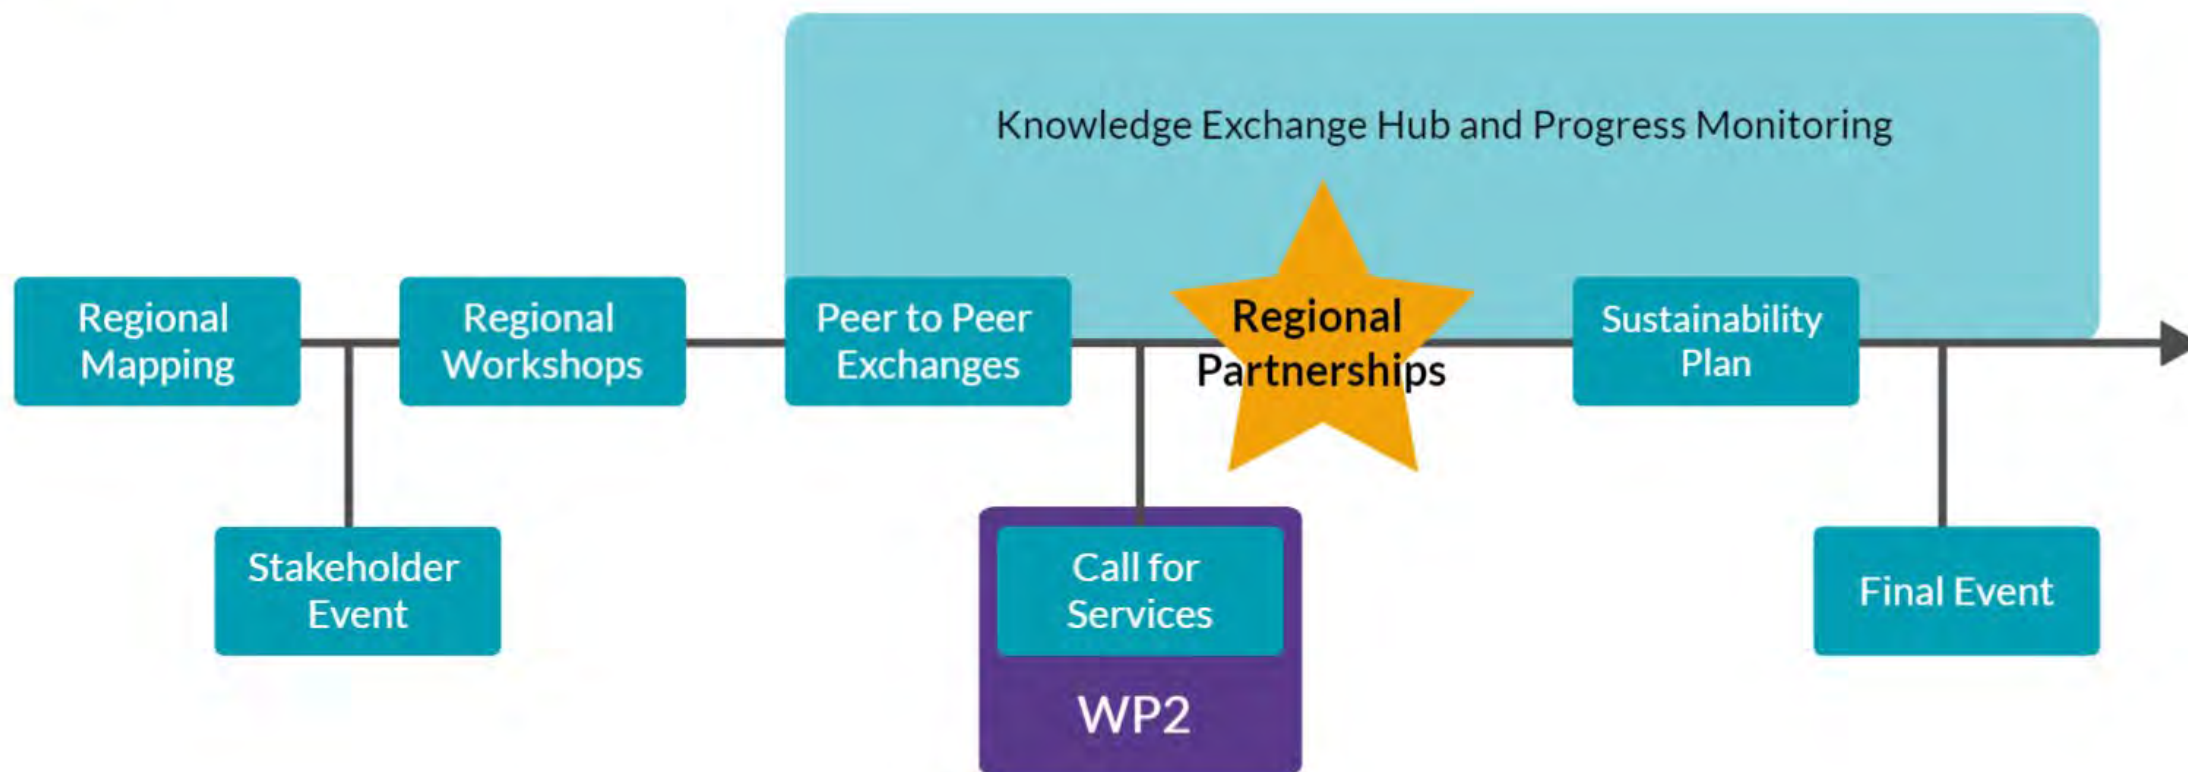 Knowledge Exchange Hub and Progress Monitoring
Regional
Mapping
Regional
Workshops
Peer to Peer
Exchanges
Regional
Partnerships
Sustainability
Plan
Stakeholder
Event
Call for
Services
WP2
Final Event